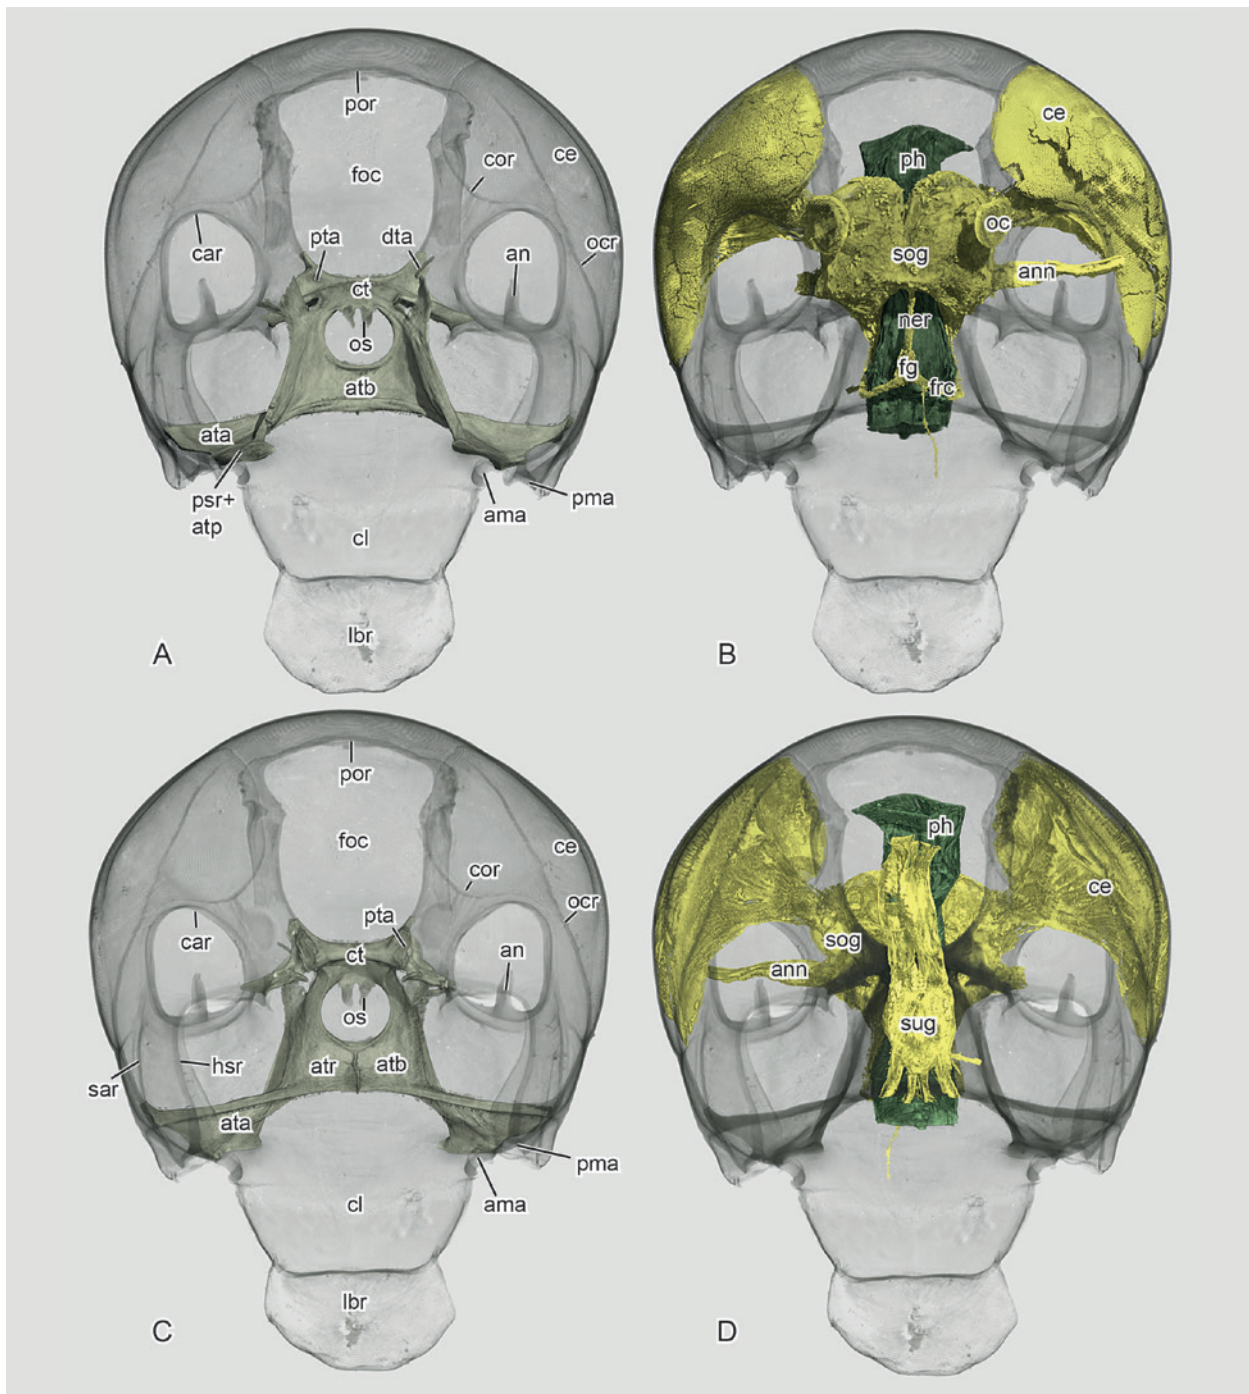 por
ce
cor
foc
pta
dta
car
an
ocr
ct
os
atb
ata
psr+
atp
ama
pma
cl
lbr
A
ce
ph
oc
sog
ann
ner
fg
frc
B
por
foc
ce
cor
ocr
pta
car
ct
an
os
hsr
atr
atb
sar
ata
pma
ama
cl
lbr
C
ph
ce
sog
ann
sug
D